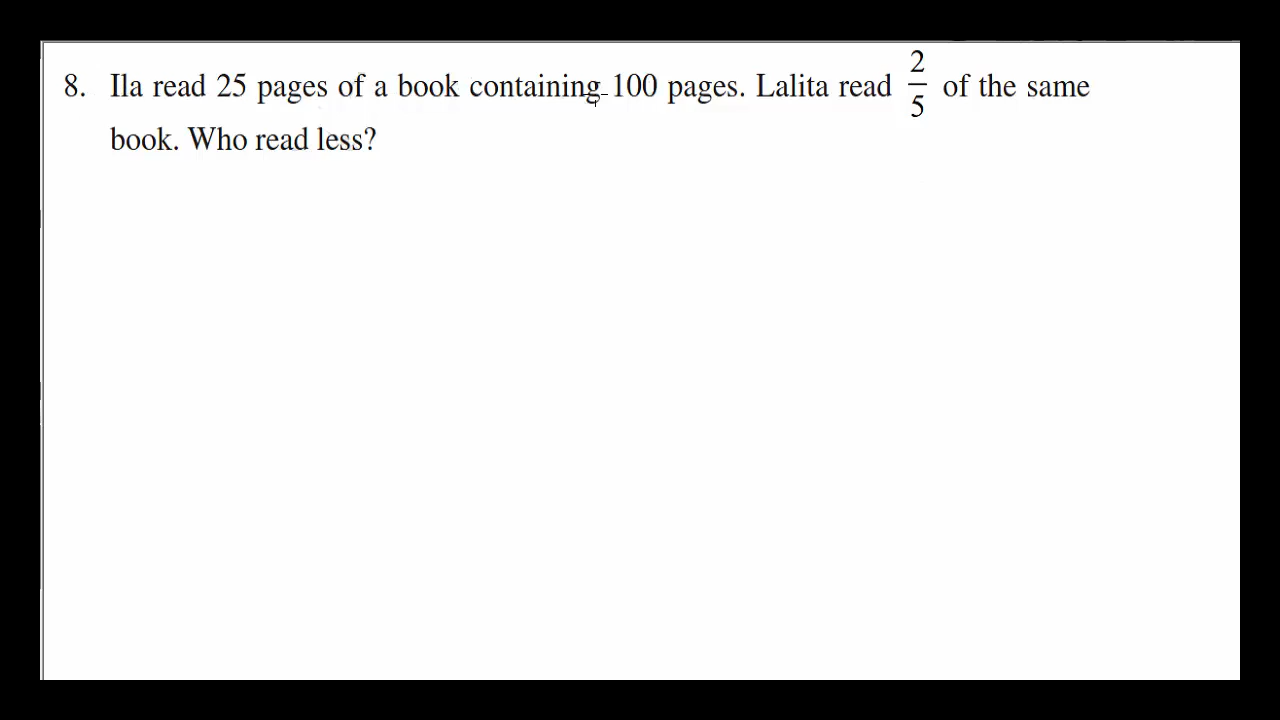 8. Ila read 25 pages of a book containing 100 pages. Lalita read 2/5 of the same
book. Who read less?